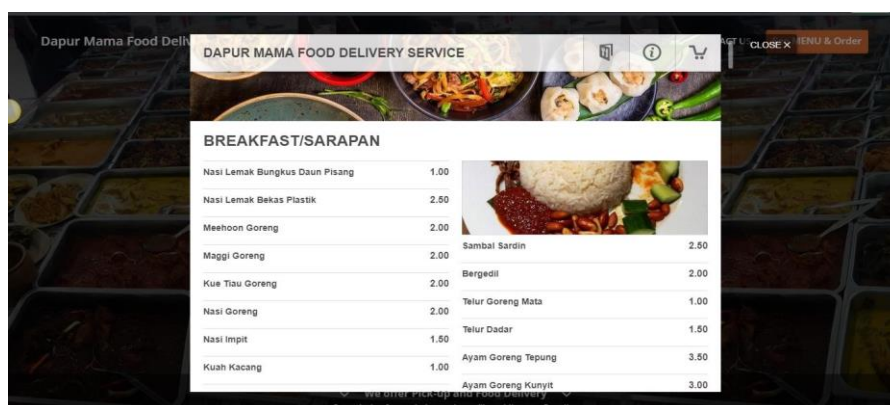 Dapur Mama Food Deliv
DAPUR MAMA FOOD DELIVERY SERVICE
CLOSE ×
MENU & Order
BREAKFAST/SARAPAN
Nasi Lemak Bungkus Daun Pisang 1.00
Nasi Lemak Bekas Plastik 2.50
Meehoon Goreng 2.00
Maggi Goreng 2.00
Kue Tiau Goreng 2.00
Nasi Goreng 2.00
Nasi Impit 1.50
Kuah Kacang 1.00
Sambal Sardin 2.50
Bergedil 2.00
Telur Goreng Mata 1.00
Telur Dadar 1.50
Ayam Goreng Tepung 3.50
Ayam Goreng Kunyit 3.00
We offer Pick-up and Food Delivery